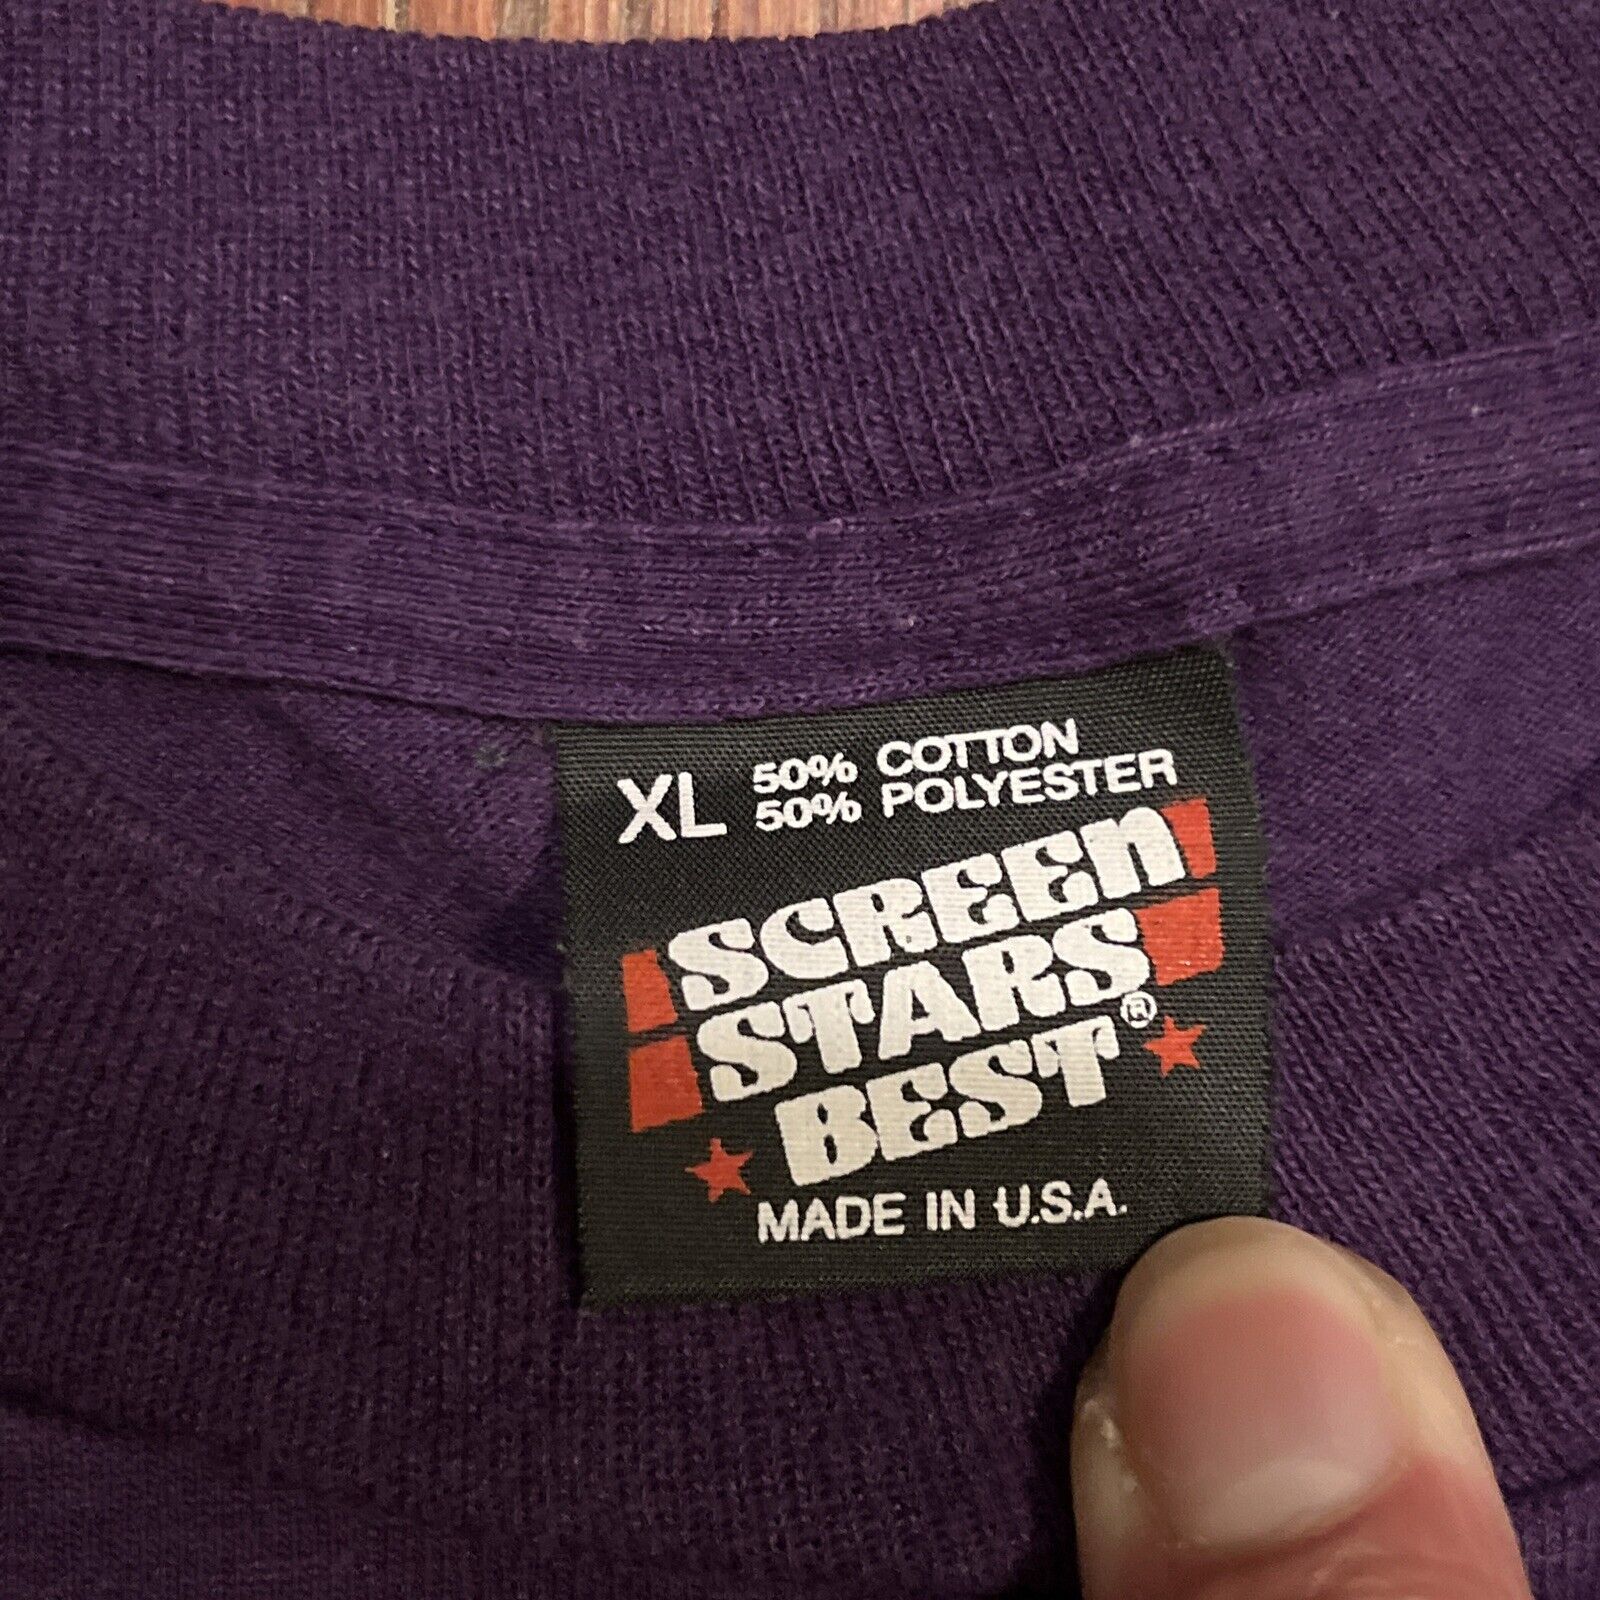 XL 50% COTTON
50% POLYESTER
SCREEN
STARS
BEST®
MADE IN U.S.A.